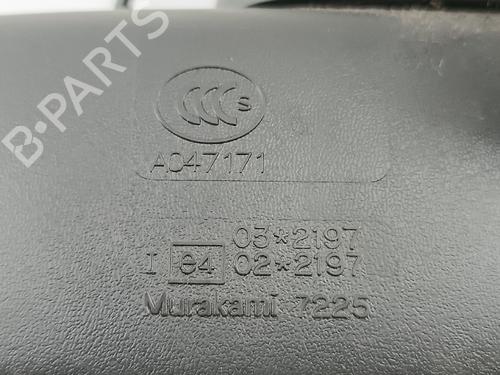 B-PARTS
CCC S
A047171
03*2197
I e4 02*2197
Murakami 7225